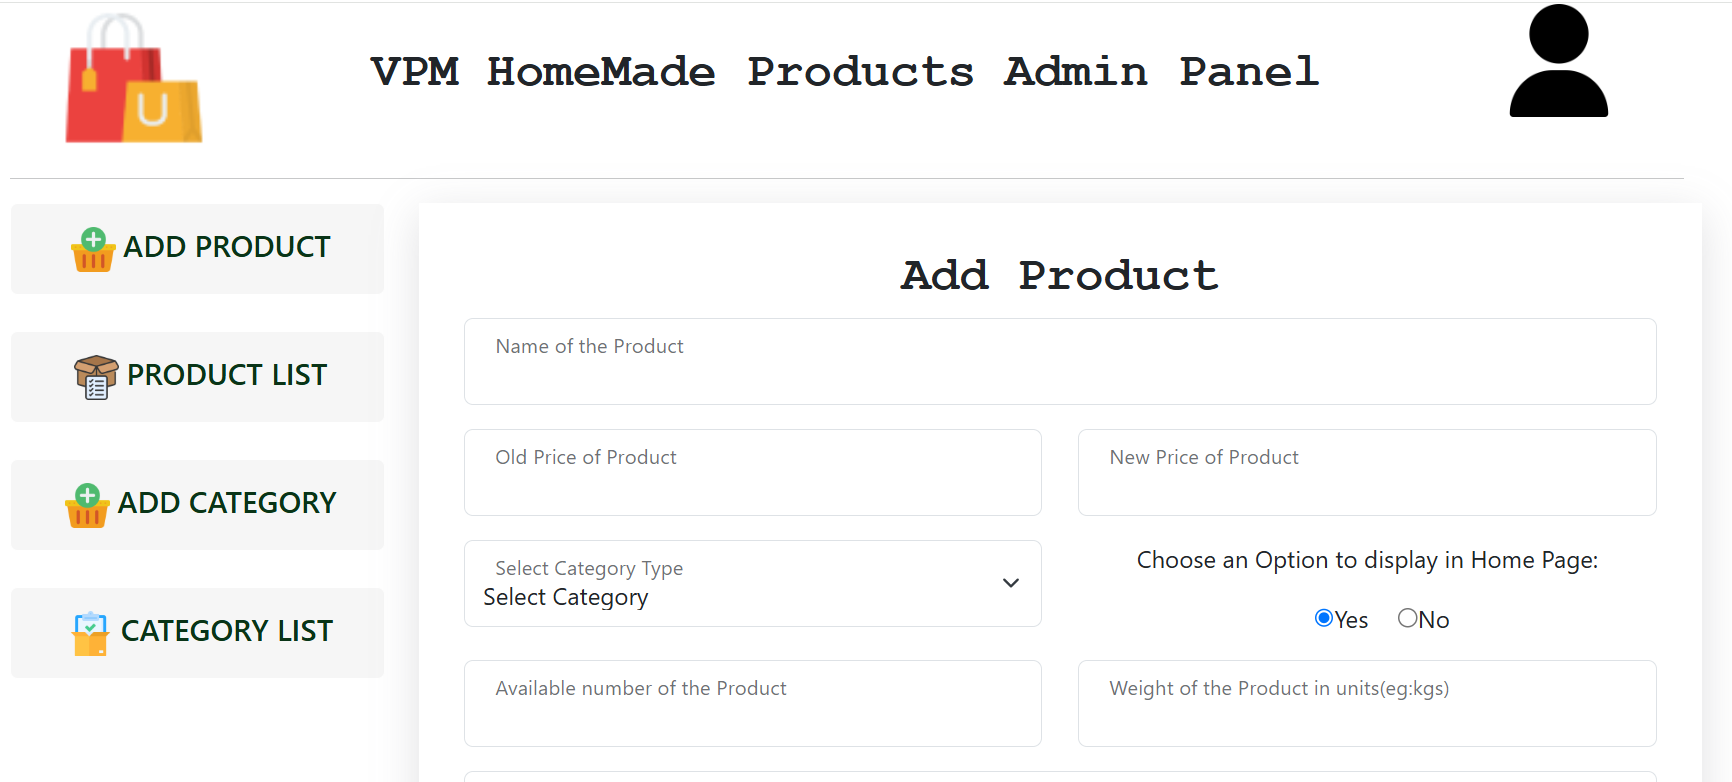 VPM HomeMade Products Admin Panel
ADD PRODUCT
PRODUCT LIST
ADD CATEGORY
CATEGORY LIST
Add Product
Name of the Product
Old Price of Product
New Price of Product
Select Category Type
Select Category
Choose an Option to display in Home Page:
Yes No
Available number of the Product
Weight of the Product in units(eg:kgs)